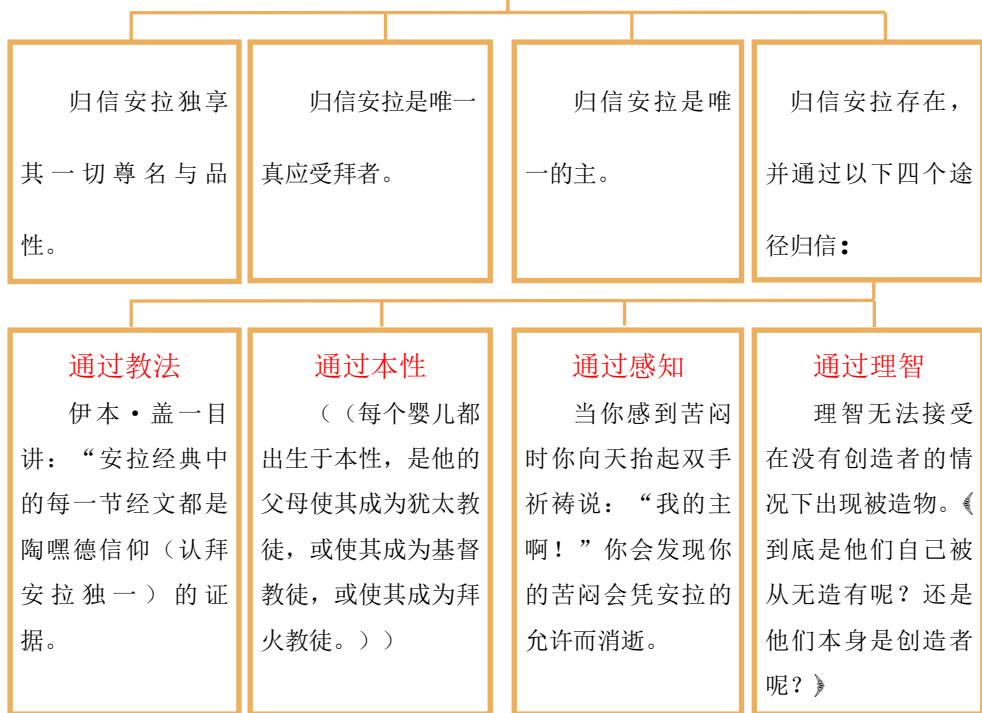 归信安拉独享
其一切尊名与品
性。
归信安拉是唯一
真应受拜者。
归信安拉是唯
一的主。
归信安拉存在，
并通过以下四个途
径归信：
通过教法
伊本·盖一目
讲：“安拉经典中
的每一节经文都是
陶嘿德信仰（认拜
安拉独一）的证
据。
通过本性
（（每个婴儿都
出生于本性，是他的
父母使其成为犹太教
徒，或使其成为基督
教徒，或使其成为拜
火教徒。））
通过感知
当你感到苦闷
时你向天抬起双手
祈祷说：“我的主
啊！”你会发现你
的苦闷会凭安拉的
允许而消逝。
通过理智
理智无法接受
在没有创造者的情
况下出现被造物。﴾
到底是他们自己被
从无造有呢？还是
他们本身是创造者
呢？﴿